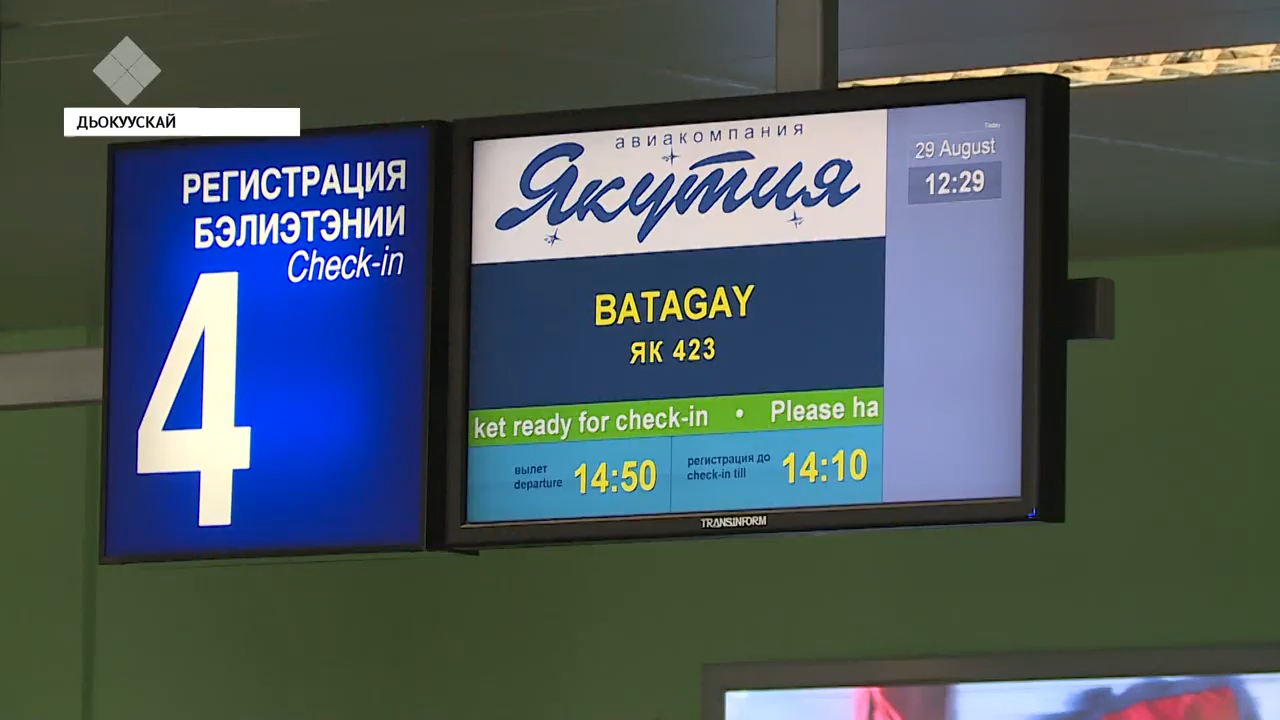 ДЬОКУУСКАЙ
РЕГИСТРАЦИЯ
БЭЛИЭТЭНИИ
Check-in
4
авиакомпания
Якутия
Today
29 August
12:29
BATAGAY
ЯК 423
ket ready for check-in • Please ha
вылет
departure
14:50
регистрация до
check-in till
14:10
TRANSINFORM